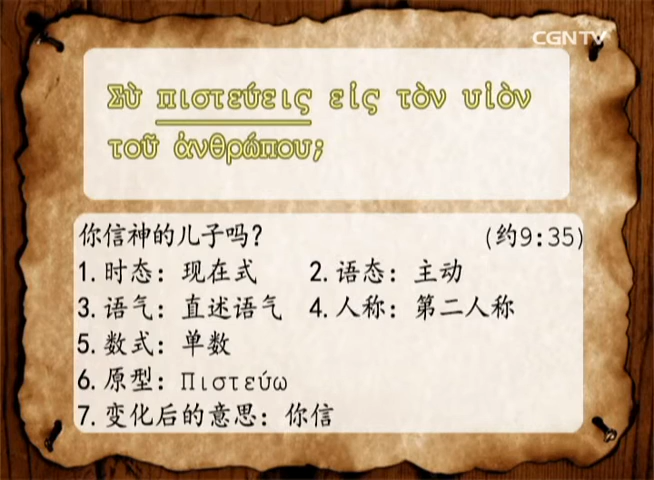 CGNTV
Σὺ πιστεύεις εἰς τὸν υἱὸν
τοῦ ἀνθρώπου;
你信神的儿子吗? (约9:35)
1.时态: 现在式 2.语态: 主动
3.语气: 直述语气 4.人称: 第二人称
5.数式: 单数
6.原型: Πιστεύω
7.变化后的意思: 你信